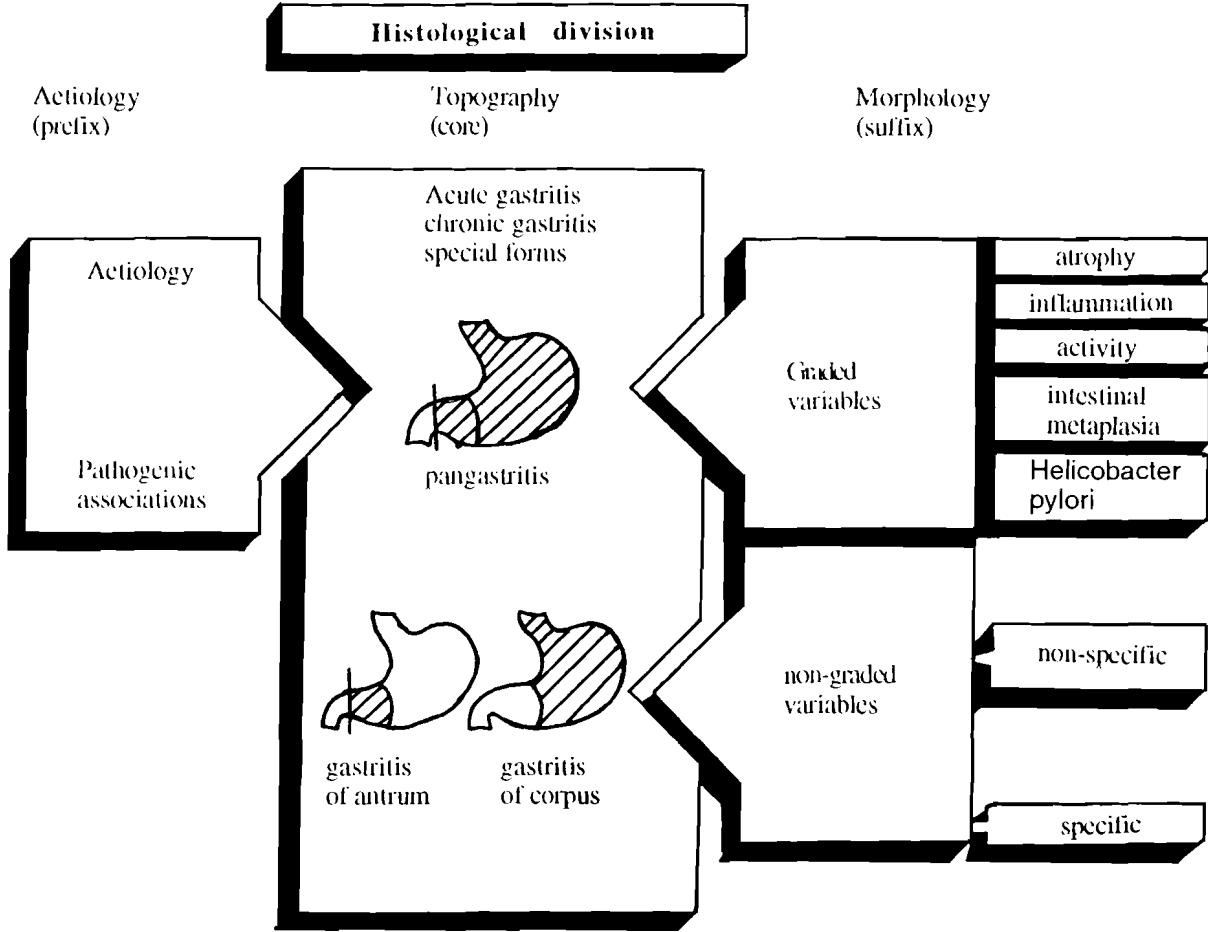 Histological division
Aetiology
(prefix)
Topography
(core)
Morphology
(suffix)
Aetiology
Pathogenic
associations
Acute gastritis
chronic gastritis
special forms
pangastritis
gastritis
of antrum
gastritis
of corpus
Graded
variables
non-graded
variables
atrophy
inflammation
activity
intestinal
metaplasia
Helicobacter
pylori
non-specific
specific